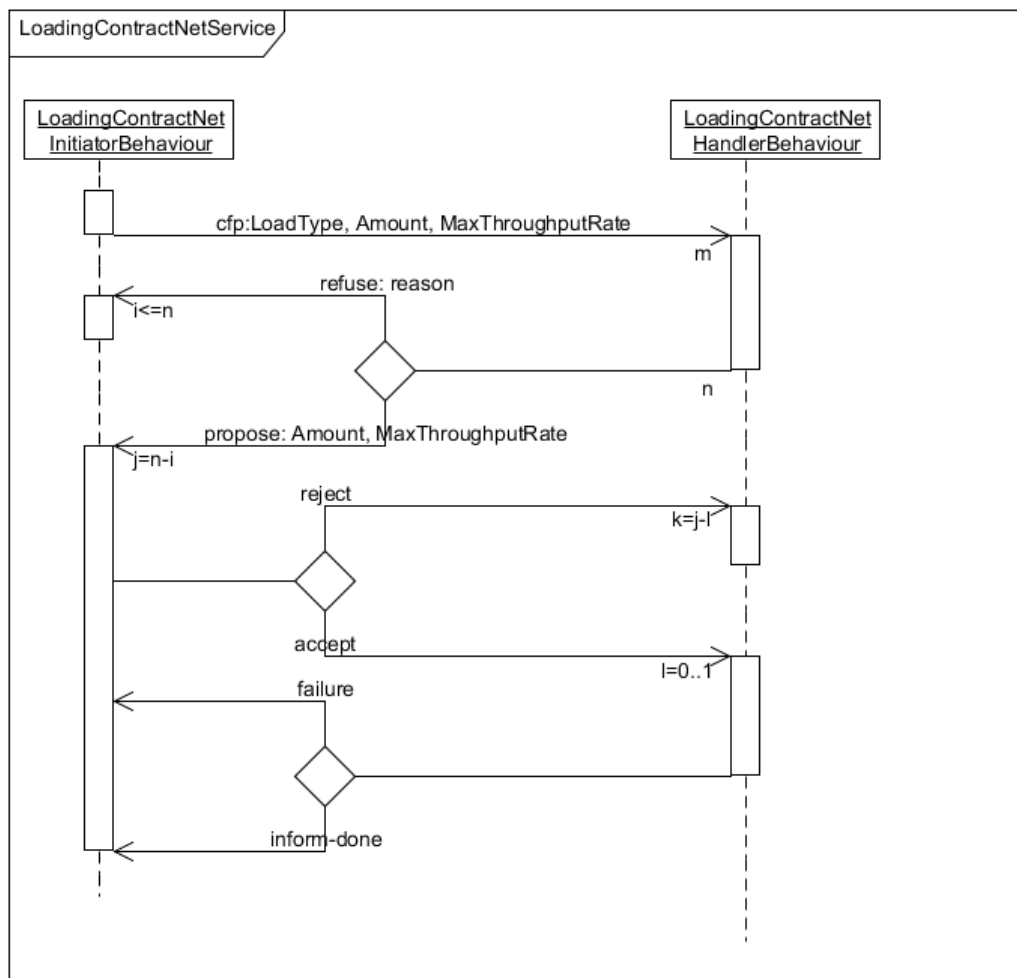 LoadingContractNetService
LoadingContractNet
InitiatorBehaviour
LoadingContractNet
HandlerBehaviour
cfp:LoadType, Amount, MaxThroughputRate
m
refuse: reason
i<=n
n
propose: Amount, MaxThroughputRate
j=n-i
reject
k=j-l
accept
l=0..1
failure
inform-done